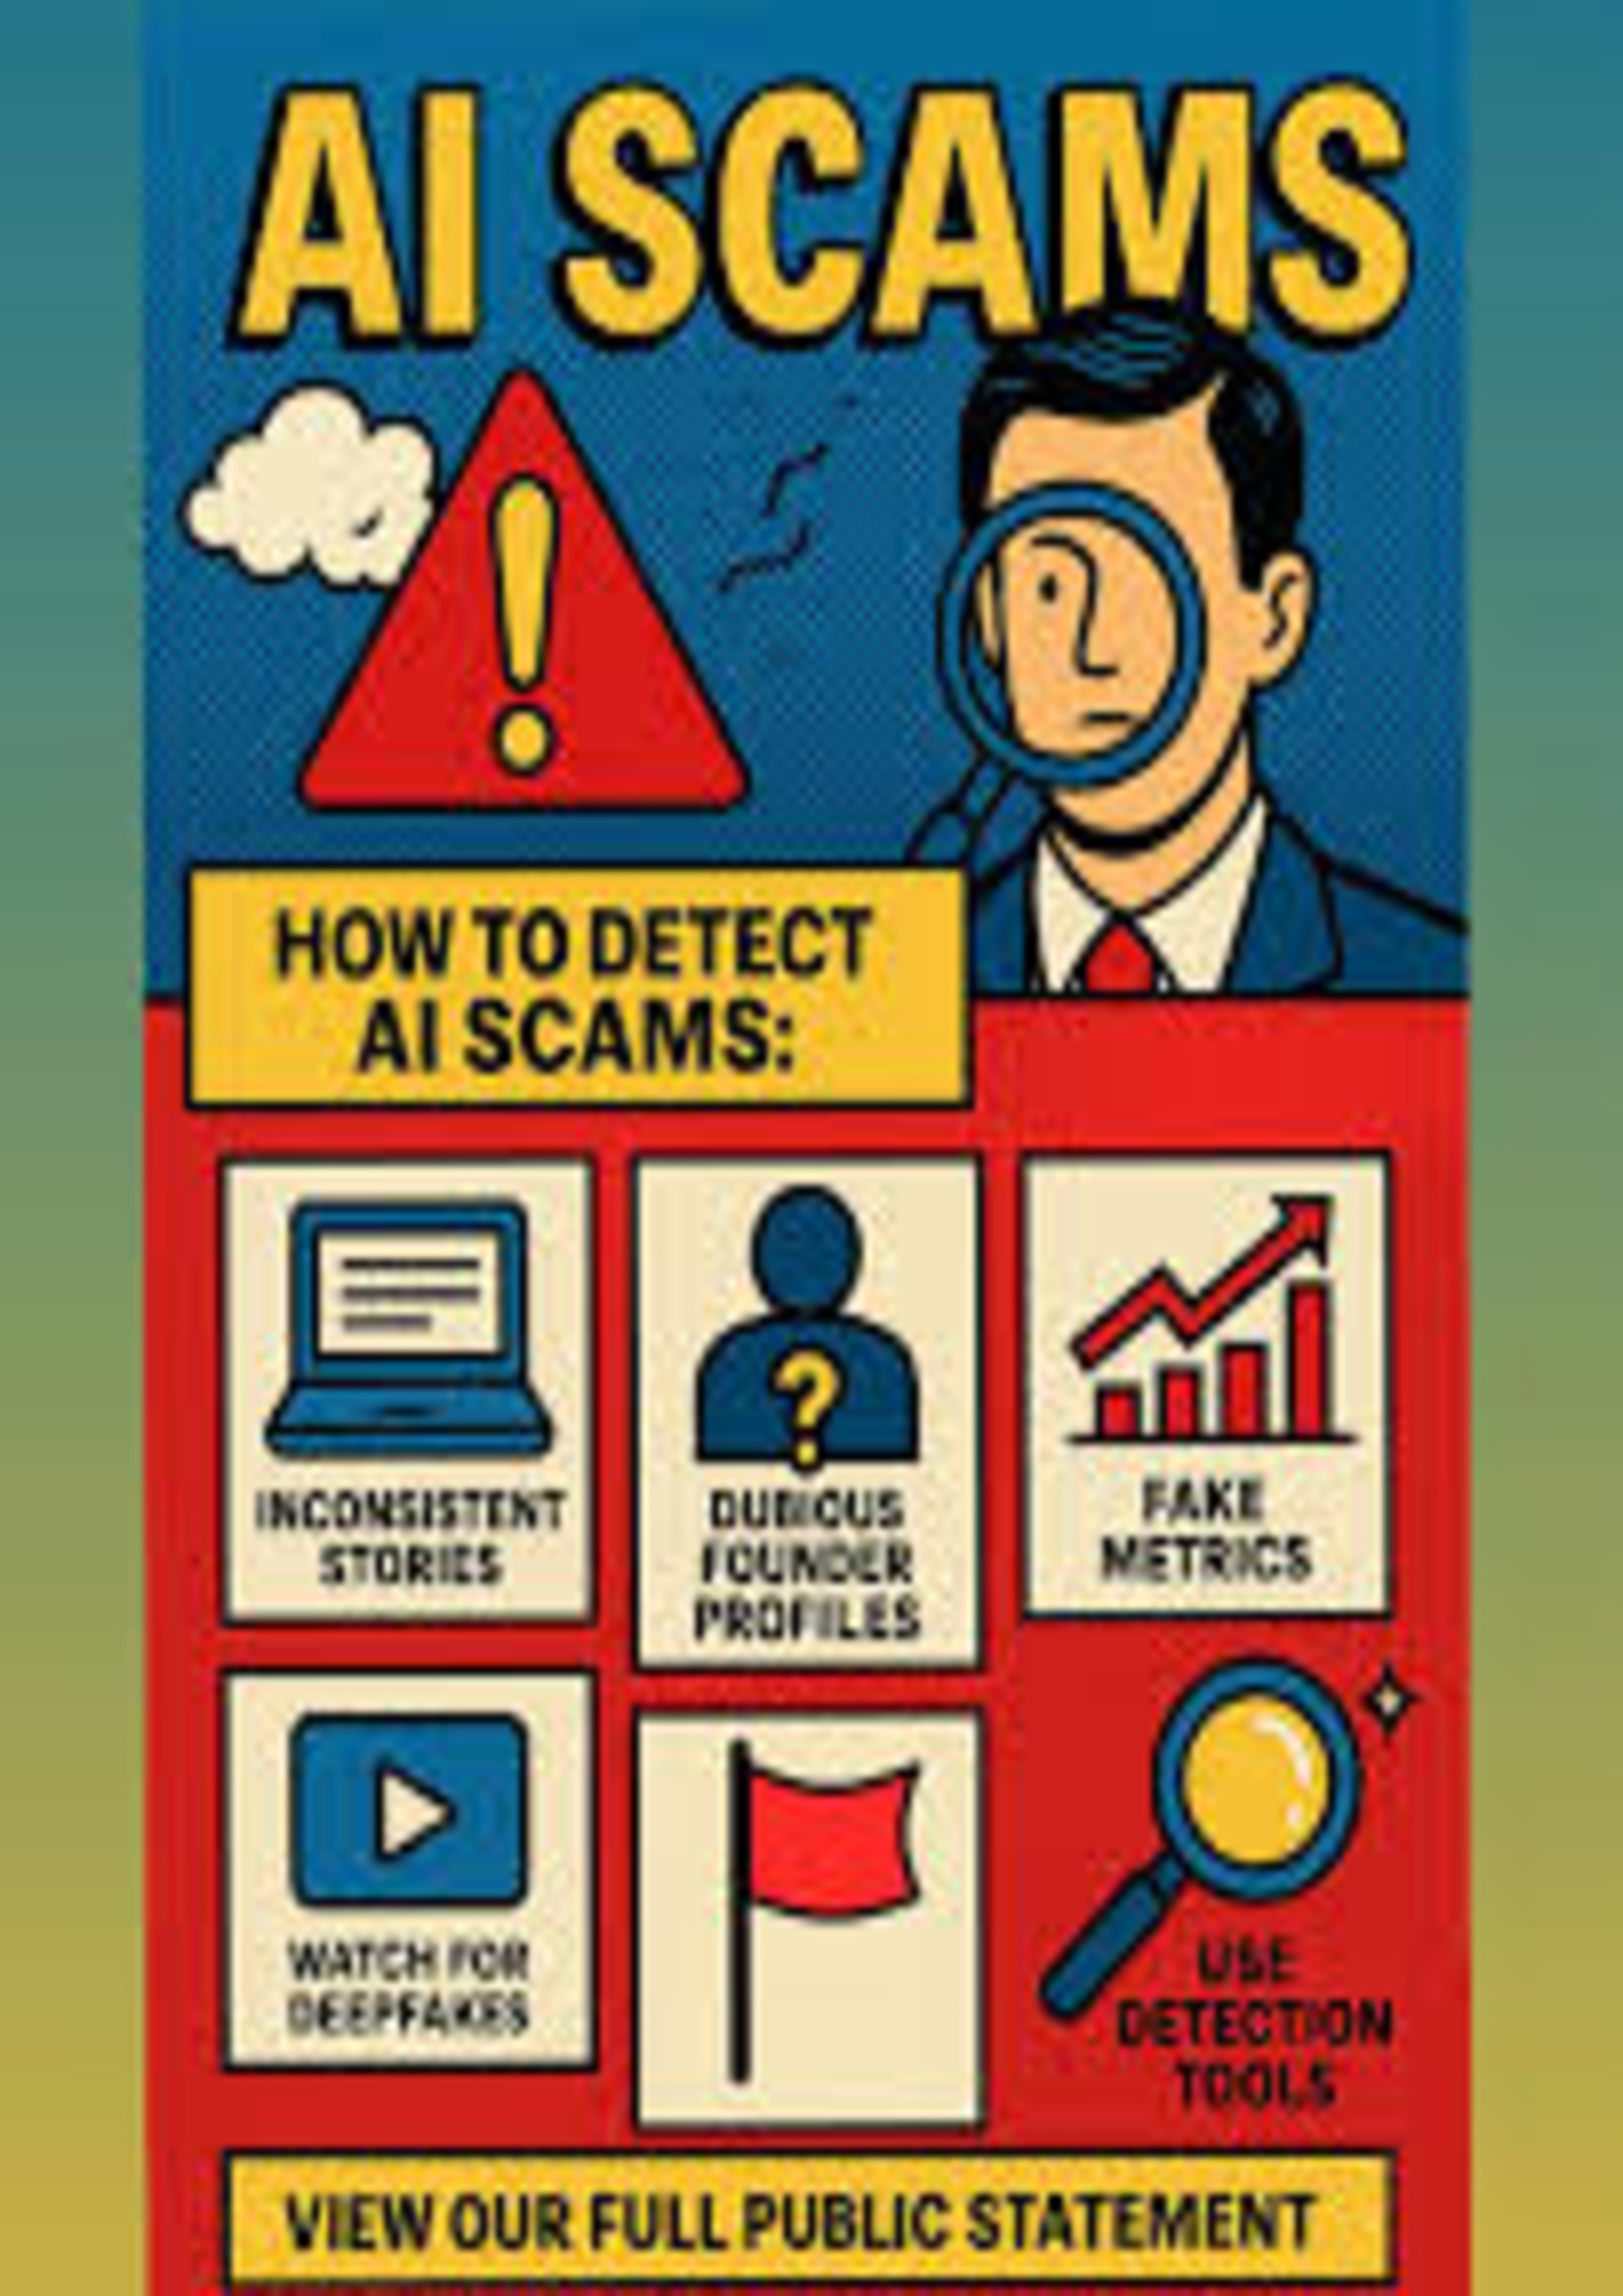 AI SCAMS
HOW TO DETECT
AI SCAMS:
INCONSISTENT
STORIES
DUBIOUS
FOUNDER
PROFILES
FAKE
METRICS
WATCH FOR
DEEPFAKES
USE
DETECTION
TOOLS
VIEW OUR FULL PUBLIC STATEMENT